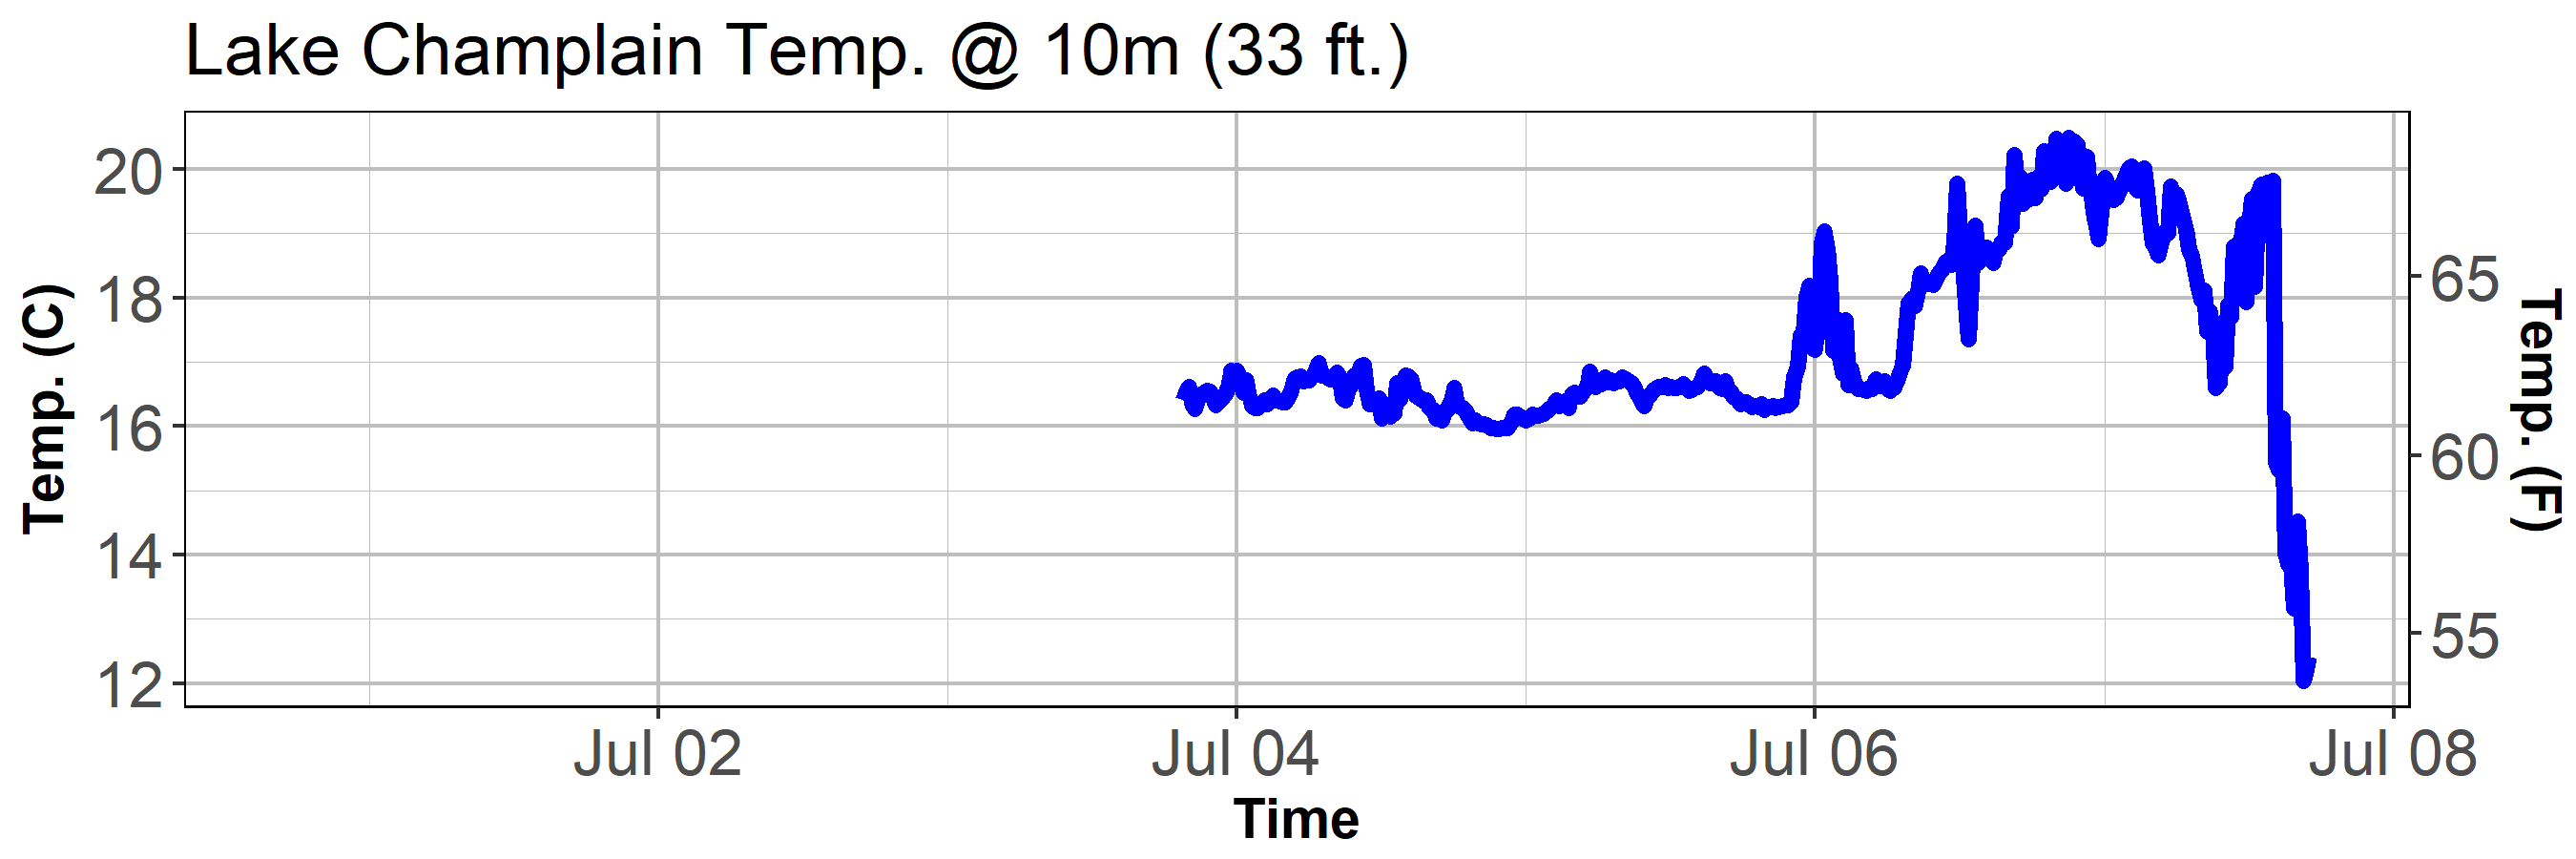 Lake Champlain Temp. @ 10m (33 ft.)
20
18
16
14
12
Temp. (C)
65
60
55
Temp. (F)
Jul 02
Jul 04
Jul 06
Jul 08
Time